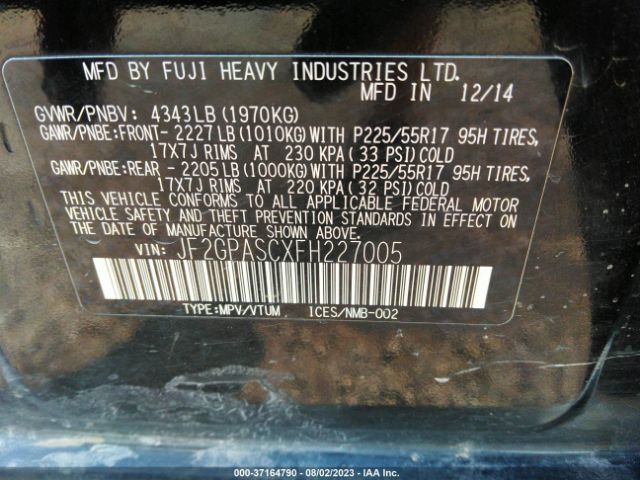 MFD BY FUJI HEAVY INDUSTRIES LTD.
MFD IN 12/14
GVWR/PNBV: 4343LB(1970KG)
GAWR/PNBE:FRONT-2227LB(1010KG)WITH P225/55R17 95H TIRES,
17X7J RIMS AT 230 KPA(33 PSI)COLD
GAWR/PNBE:REAR -2205LB(1000KG)WITH P225/55R17 95H TIRES,
17X7J RIMS AT 220 KPA(32 PSI)COLD
THIS VEHICLE CONFORMS TO ALL APPLICABLE FEDERAL MOTOR
VEHICLE SAFETY AND THEFT PREVENTION STANDARDS IN EFFECT ON
THE DATE OF MANUFACTURE SHOWN ABOVE.
VIN: JF2GPASCXFH227005
TYPE:MPV/VTUM ICES/NMB-002
000-37164790 - 08/02/2023 - IAA Inc.